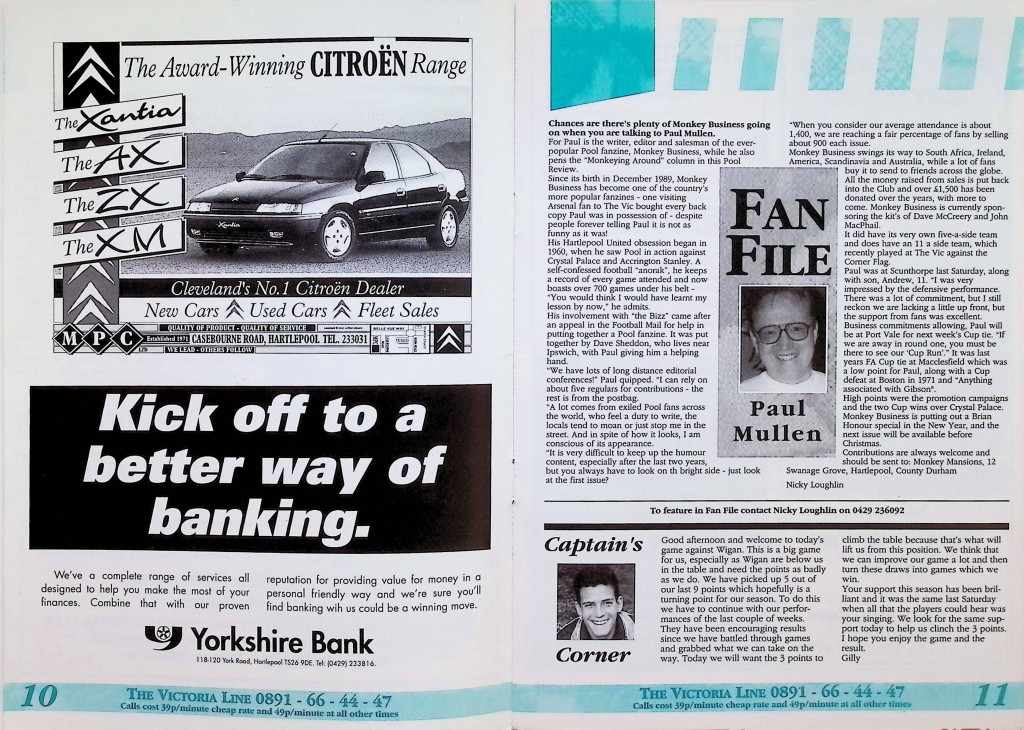 The Award-Winning CITROËN Range
The Xantia
The AX
The ZX
The XM
Xantia
Cleveland's No.1 Citroën Dealer
New Cars Used Cars Fleet Sales
MPC Ltd
QUALITY OF PRODUCT - QUALITY OF SERVICE
Established 1971 CASEBOURNE ROAD, HARTLEPOOL TEL. 233031
WE LEAD - OTHERS FOLLOW
Kick off to a
better way of
banking.
We've a complete range of services all
designed to help you make the most of your
finances. Combine that with our proven
reputation for providing value for money in a
personal friendly way and we're sure you'll
find banking wih us could be a winning move.
Yorkshire Bank
118-120 York Road, Hartlepool TS26 9DE. Tel: (0429) 233816.
10
THE VICTORIA LINE 0891 - 66 - 44 - 47
Calls cost 39p/minute cheap rate and 49p/minute at all other times
Chances are there's plenty of Monkey Business going
on when you are talking to Paul Mullen.
For Paul is the writer, editor and salesman of the ever-
popular Pool fanzine, Monkey Business, while he also
pens the "Monkeying Around" column in this Pool
Review.
Since its birth in December 1989, Monkey
Business has become one of the country's
more popular fanzines - one visiting
Arsenal fan to The Vic bought every back
copy Paul was in possession of - despite
people forever telling Paul it is not as
funny as it was!
His Hartlepool United obsession began in
1960, when he saw Pool in action against
Crystal Palace and Accrington Stanley. A
self-confessed football "anorak", he keeps
a record of every game attended and now
boasts over 700 games under his belt -
"You would think I would have learnt my
lesson by now," he admits.
His involvement with "the Bizz" came after
an appeal in the Football Mail for help in
putting together a Pool fanzine. It was put
together by Dave Sheddon, who lives near
Ipswich, with Paul giving him a helping
hand.
"We have lots of long distance editorial
conferences!" Paul quipped. "I can rely on
about five regulars for contributions - the
rest is from the postbag.
"A lot comes from exiled Pool fans across
the world, who feel a duty to write, the
locals tend to moan or just stop me in the
street. And in spite of how it looks, I am
conscious of its appearance.
"It is very difficult to keep up the humour
content, especially after the last two years,
but you always have to look on th bright side - just look
at the first issue?
FAN
FILE
Paul
Mullen
"When you consider our average attendance is about
1,400, we are reaching a fair percentage of fans by selling
about 900 each issue.
Monkey Business swings its way to South Africa, Ireland,
America, Scandinavia and Australia, while a lot of fans
buy it to send to friends across the globe.
All the money raised from sales is put back
into the Club and over £1,500 has been
donated over the years, with more to
come. Monkey Business is currently spon-
soring the kit's of Dave McCreery and John
MacPhail.
It did have its very own five-a-side team
and does have an 11 a side team, which
recently played at The Vic against the
Corner Flag.
Paul was at Scunthorpe last Saturday, along
with son, Andrew, 11. "I was very
impressed by the defensive performance.
There was a lot of commitment, but I still
reckon we are lacking a little up front, but
the support from fans was excellent.
Business commitments allowing, Paul will
be at Port Vale for next week's Cup tie. "If
we are away in round one, you must be
there to see our 'Cup Run'." It was last
years FA Cup tie at Macclesfield which was
a low point for Paul, along with a Cup
defeat at Boston in 1971 and "Anything
associated with Gibson".
High points were the promotion campaigns
and the two Cup wins over Crystal Palace.
Monkey Business is putting out a Brian
Honour special in the New Year, and the
next issue will be available before
Christmas.
Contributions are always welcome and
should be sent to: Monkey Mansions, 12
Swanage Grove, Hartlepool, County Durham
Nicky Loughlin
To feature in Fan File contact Nicky Loughlin on 0429 236092
Captain's
Corner
Good afternoon and welcome to today's
game against Wigan. This is a big game
for us, especially as Wigan are below us
in the table and need the points as badly
as we do. We have picked up 5 out of
our last 9 points which hopefully is a
turning point for our season. To do this
we have to continue with our perfor-
mances of the last couple of weeks.
They have been encouraging results
since we have battled through games
and grabbed what we can take on the
way. Today we will want the 3 points to
climb the table because that's what will
lift us from this position. We think that
we can improve our game a lot and then
turn these draws into games which we
win.
Your support this season has been bril-
liant and it was the same last Saturday
when all that the players could hear was
your singing. We look for the same sup-
port today to help us clinch the 3 points.
I hope you enjoy the game and the
result.
Gilly
THE VICTORIA LINE 0891 - 66 - 44 - 47
Calls cost 39p/minute cheap rate and 49p/minute at all other times
11